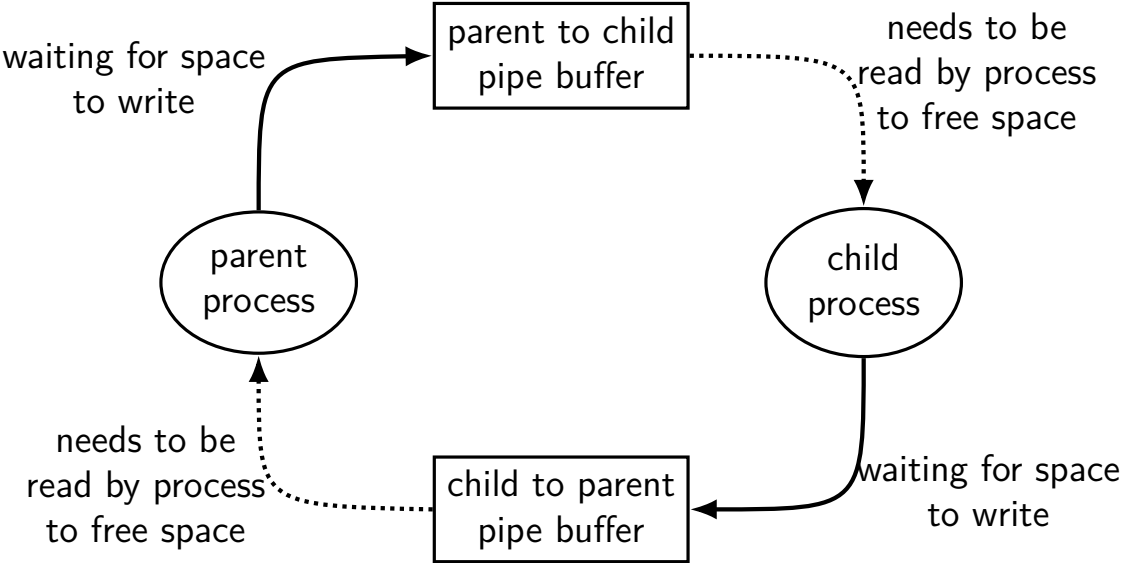 waiting for space
to write
parent to child
pipe buffer
needs to be
read by process
to free space
parent
process
child
process
needs to be
read by process
to free space
child to parent
pipe buffer
waiting for space
to write